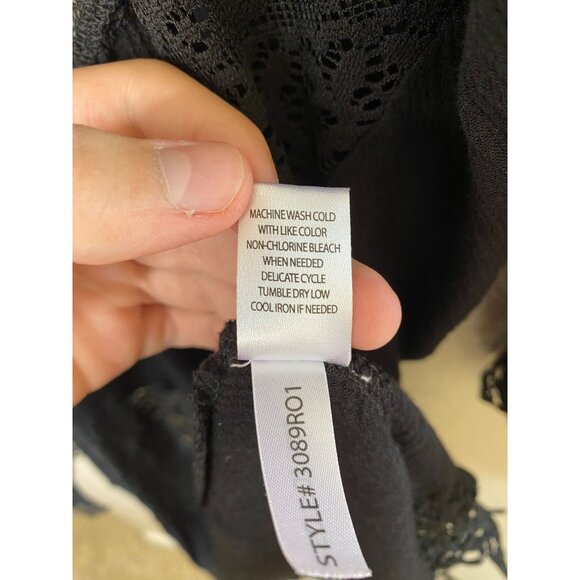 MACHINE WASH COLD
WITH LIKE COLOR
NON-CHLORINE BLEACH
WHEN NEEDED
DELICATE CYCLE
TUMBLE DRY LOW
COOL IRON IF NEEDED
STYLE# 3089RO1